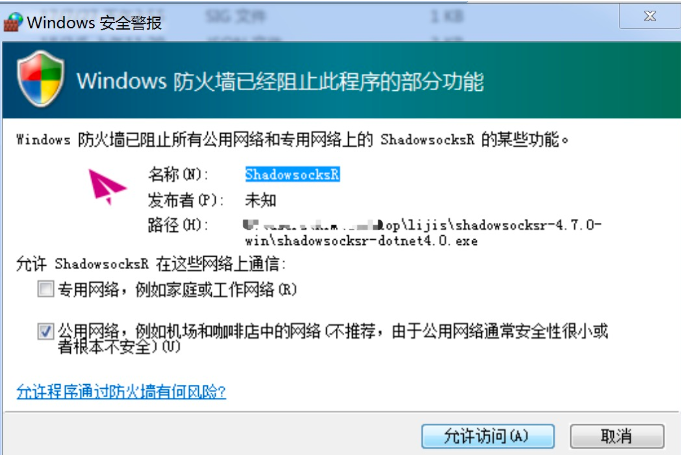 SIG 文件 1 KB
Windows 安全警报
Windows 防火墙已经阻止此程序的部分功能
Windows 防火墙已阻止所有公用网络和专用网络上的 ShadowsocksR 的某些功能。
名称(N): ShadowsocksR
发布者(P): 未知
路径(H): op\lijis\shadowsocksr-4.7.0-
win\shadowsocksr-dotnet4.0.exe
允许 ShadowsocksR 在这些网络上通信:
专用网络，例如家庭或工作网络(R)
公用网络，例如机场和咖啡店中的网络(不推荐，由于公用网络通常安全性很小或
者根本不安全)(U)
允许程序通过防火墙有何风险?
允许访问(A) 取消